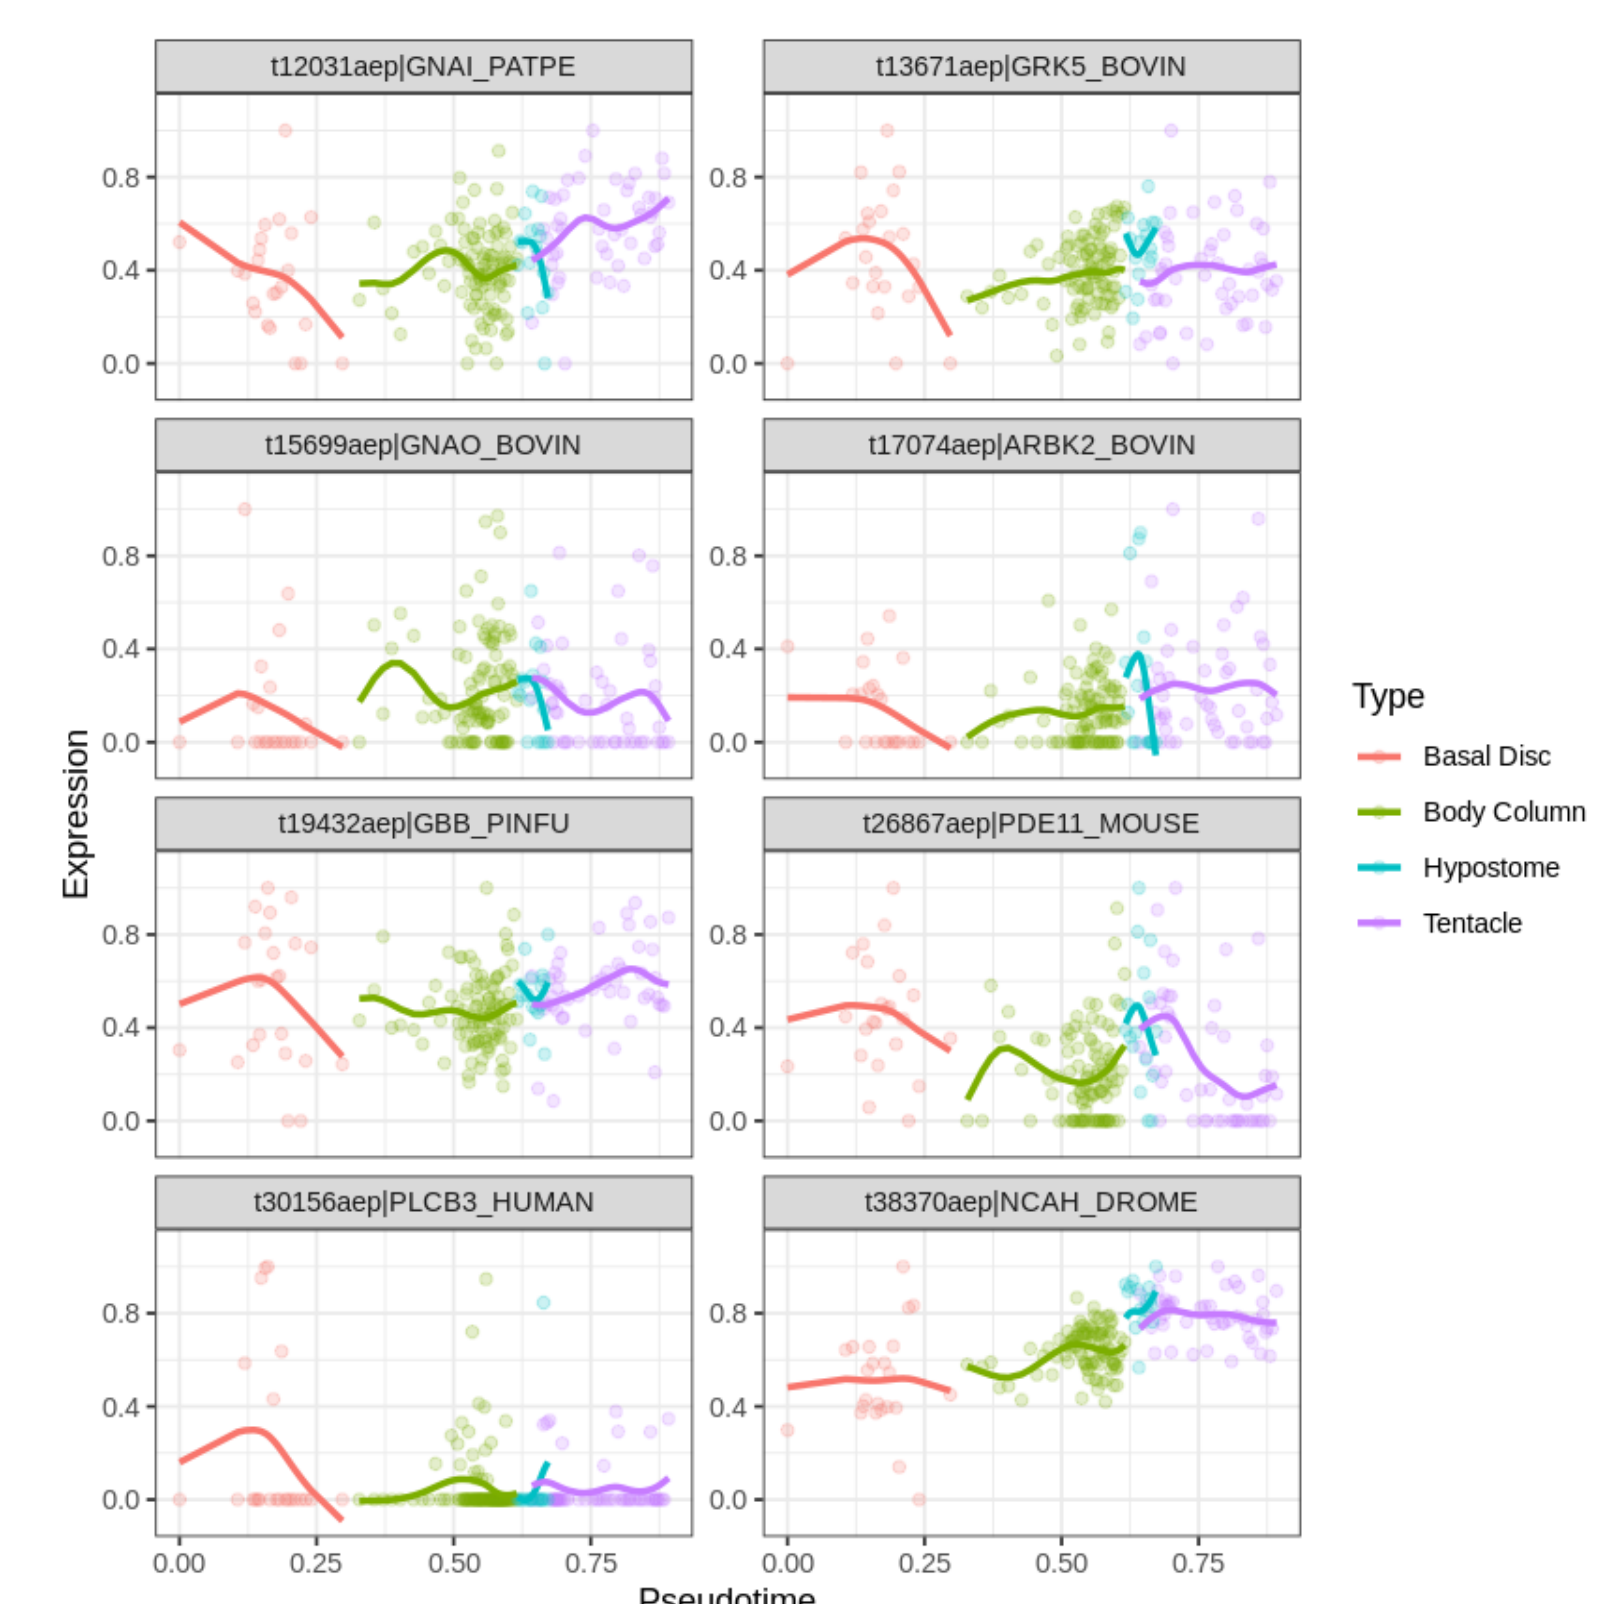 t12031aep|GNAI_PATPE
t13671aep|GRK5_BOVIN
0.8
0.4
0.0
0.8
0.4
0.0
t15699aep|GNAO_BOVIN
t17074aep|ARBK2_BOVIN
0.8
0.4
0.0
0.8
0.4
0.0
t19432aep|GBB_PINFU
t26867aep|PDE11_MOUSE
0.8
0.4
0.0
0.8
0.4
0.0
t30156aep|PLCB3_HUMAN
t38370aep|NCAH_DROME
0.8
0.4
0.0
0.8
0.4
0.0
0.00 0.25 0.50 0.75
0.00 0.25 0.50 0.75
Pseudotime
Expression
Type
Basal Disc
Body Column
Hypostome
Tentacle